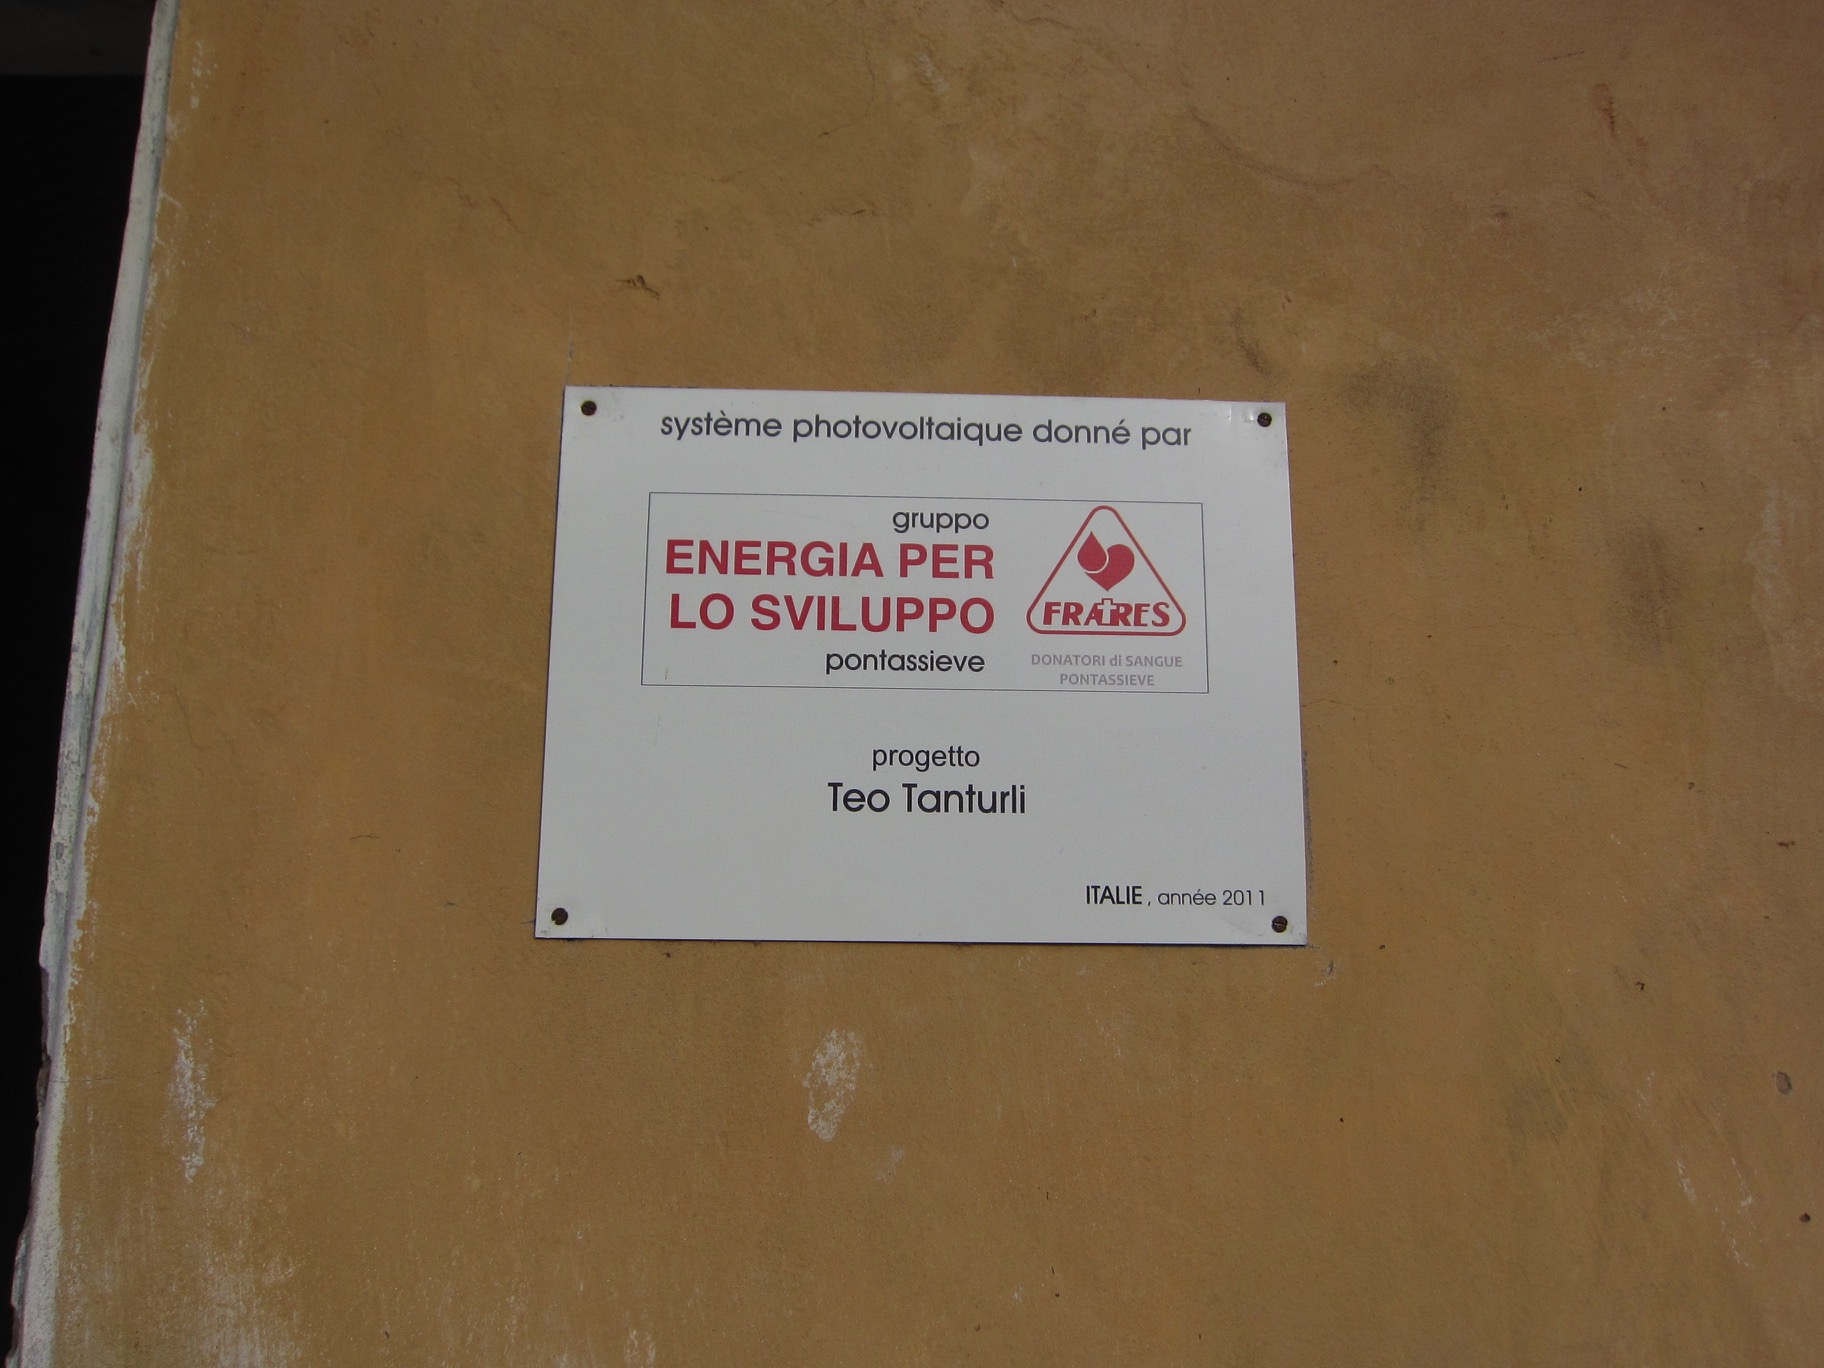 système photovoltaique donné par
gruppo
ENERGIA PER
LO SVILUPPO
pontassieve
FRATRES
DONATORI di SANGUE
PONTASSIEVE
progetto
Teo Tanturli
ITALIE, année 2011